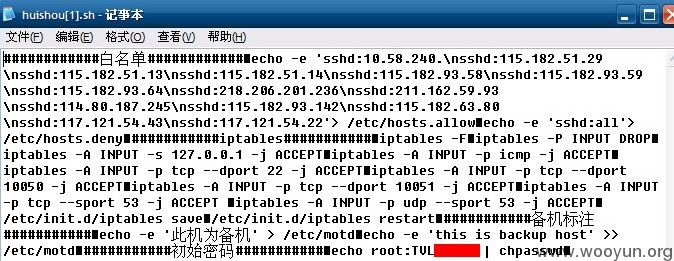 huishou[1].sh - 记事本
文件(F) 编辑(E) 格式(O) 查看(V) 帮助(H)
############白名单############■echo -e 'sshd:10.58.240.\nsshd:115.182.51.29
\nsshd:115.182.51.13\nsshd:115.182.51.14\nsshd:115.182.93.58\nsshd:115.182.93.59
\nsshd:115.182.93.64\nsshd:218.206.201.236\nsshd:211.162.59.93
\nsshd:114.80.187.245\nsshd:115.182.93.142\nsshd:115.182.63.80
\nsshd:117.121.54.43\nsshd:117.121.54.22'> /etc/hosts.allow■echo -e 'sshd:all'>
/etc/hosts.deny■###########iptables###########■iptables -F■iptables -P INPUT DROP■
iptables -A INPUT -s 127.0.0.1 -j ACCEPT■iptables -A INPUT -p icmp -j ACCEPT■
iptables -A INPUT -p tcp --dport 22 -j ACCEPT■iptables -A INPUT -p tcp --dport
10050 -j ACCEPT■iptables -A INPUT -p tcp --dport 10051 -j ACCEPT■iptables -A INPUT
-p tcp --sport 53 -j ACCEPT■iptables -A INPUT -p udp --sport 53 -j ACCEPT■
/etc/init.d/iptables save■/etc/init.d/iptables restart■###########备机标注
###########■echo -e '此机为备机' > /etc/motd■echo -e 'this is backup host' >>
/etc/motd■###########初始密码###########■echo root:TVL | chpasswd■
www.wooyun.org